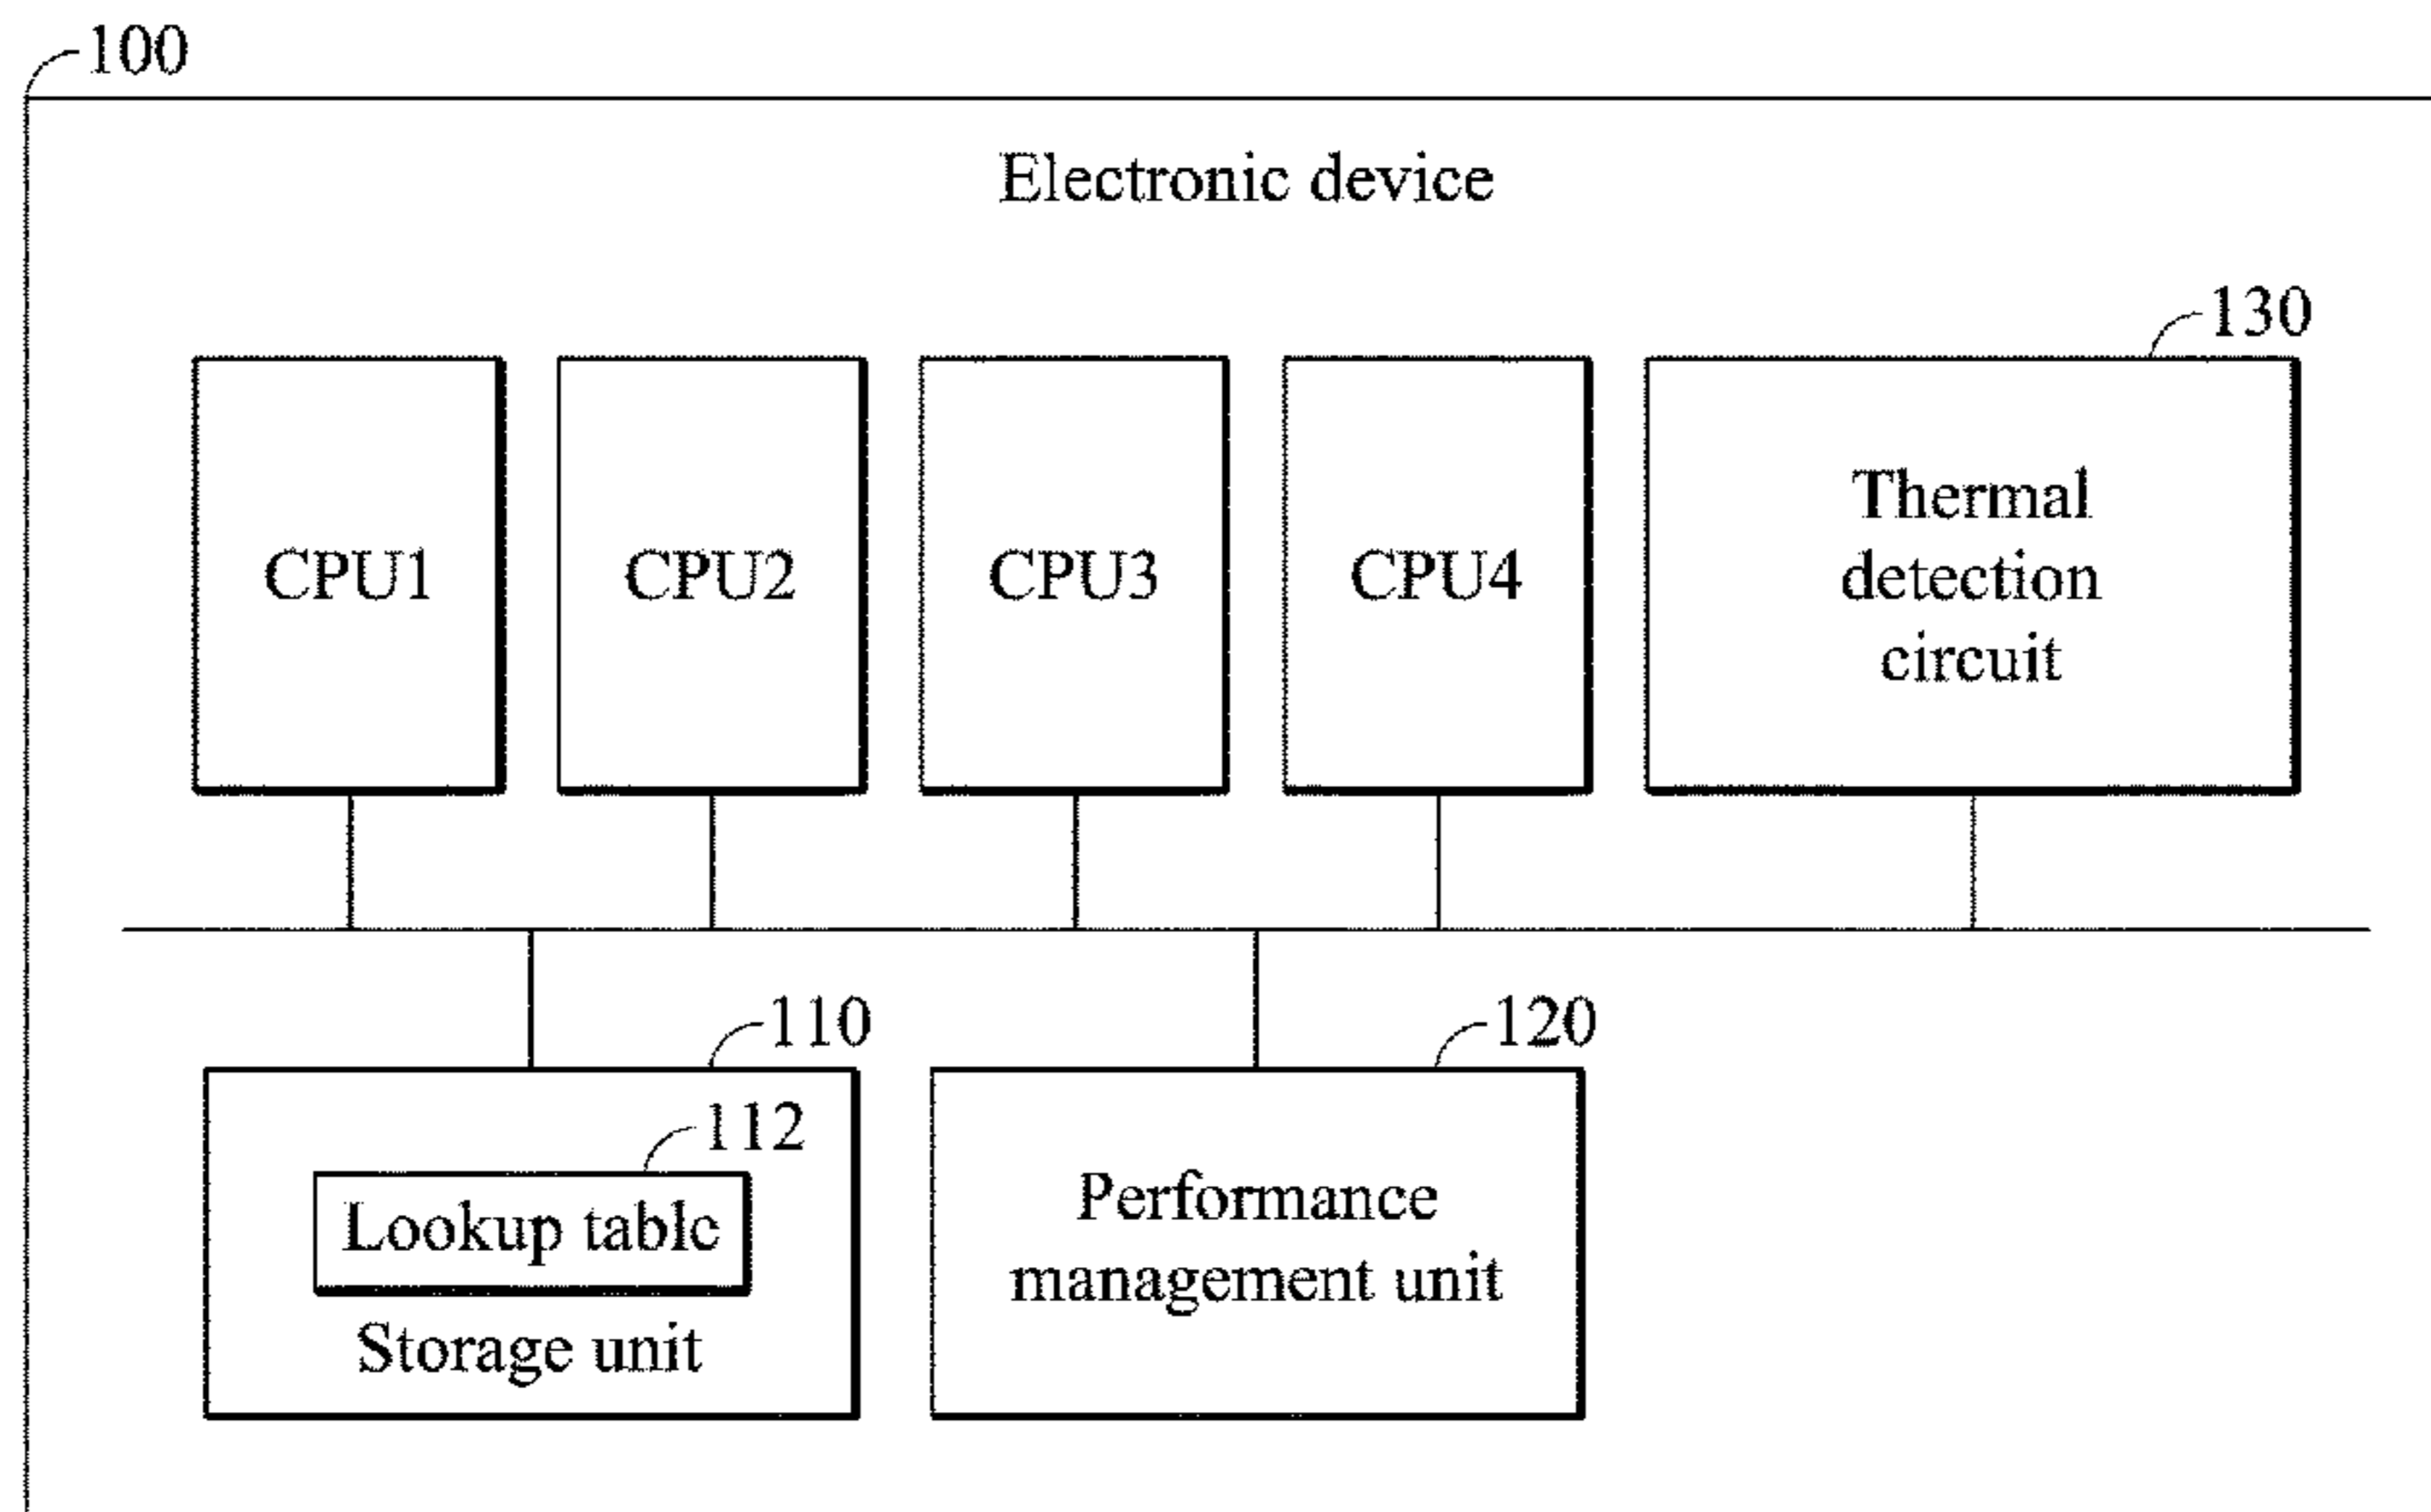 100
Electronic device
130
CPU1
CPU2
CPU3
CPU4
Thermal
detection
circuit
110
120
112
Lookup table
Storage unit
Performance
management unit